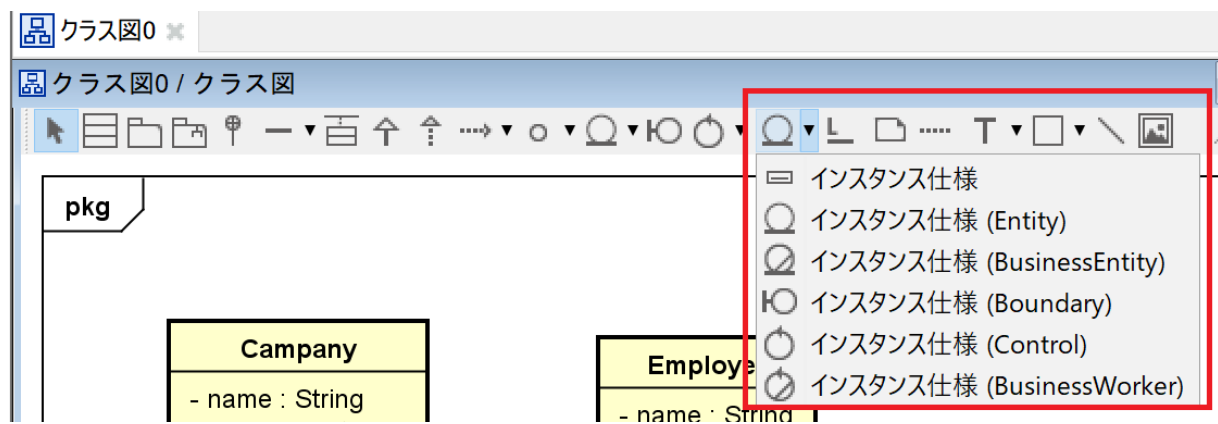 クラス図0
クラス図0 / クラス図
T
pkg
インスタンス仕様
インスタンス仕様 (Entity)
インスタンス仕様 (BusinessEntity)
インスタンス仕様 (Boundary)
インスタンス仕様 (Control)
インスタンス仕様 (BusinessWorker)
Campany
- name : String
Employe
- name : String